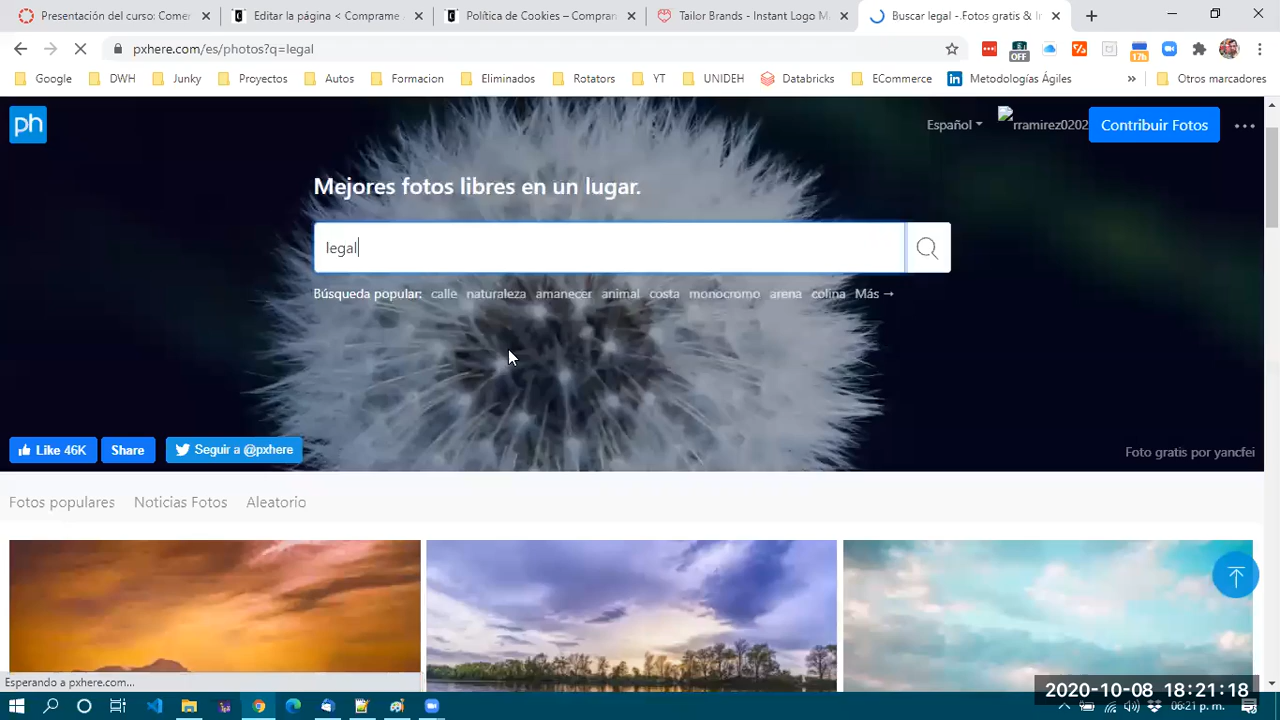 Presentación del curso: Comer
Editar la página < Comprame
Política de Cookies – Compran
Tailor Brands - Instant Logo M
Buscar legal - .Fotos gratis & I
pxhere.com/es/photos?q=legal
OFF
17h
Google
DWH
Junky
Proyectos
Autos
Formacion
Eliminados
Rotators
YT
UNIDEH
Databricks
ECommerce
in
Metodologías Ágiles
»
Otros marcadores
ph
Español
rramirez0202
Contribuir Fotos
Mejores fotos libres en un lugar.
legal
Búsqueda popular: calle naturaleza amanecer animal costa monocromo arena colina Más →
Like 46K
Share
Seguir a @pxhere
Foto gratis por yancfei
Fotos populares
Noticias Fotos
Aleatorio
Esperando a pxhere.com...
2020-10-08 18:21:18
06:21 p. m.